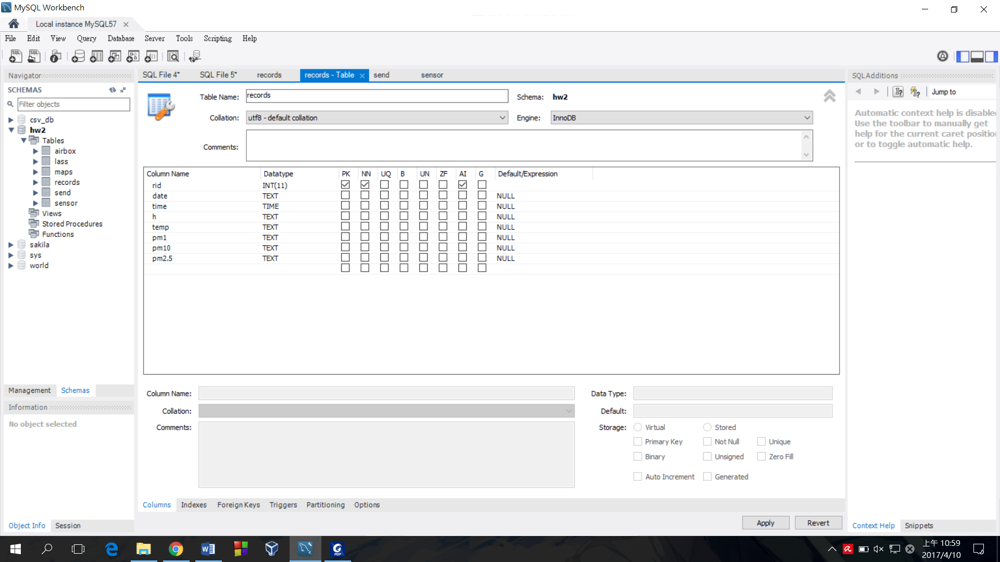 MySQL Workbench
Local instance MySQL57
File Edit View Query Database Server Tools Scripting Help
Navigator
SCHEMAS
Filter objects
csv_db
hw2
Tables
airbox
lass
maps
records
send
sensor
Views
Stored Procedures
Functions
sakila
sys
world
Management Schemas
Information
No object selected
Object Info Session
SQL File 4* SQL File 5* records records - Table send sensor
Table Name: records Schema: hw2
Collation: utf8 - default collation Engine: InnoDB
Comments:
Column Name Datatype PK NN UQ B UN ZF AI G Default/Expression
rid INT(11)
date TEXT NULL
time TIME NULL
h TEXT NULL
temp TEXT NULL
pm1 TEXT NULL
pm10 TEXT NULL
pm2.5 TEXT NULL
Column Name: Data Type:
Collation: Default:
Comments: Storage: Virtual Stored
Primary Key Not Null Unique
Binary Unsigned Zero Fill
Auto Increment Generated
Columns Indexes Foreign Keys Triggers Partitioning Options
Apply Revert
SQLAdditions
Jump to
Automatic context help is disable
Use the toolbar to manually get
help for the current caret positio
or to toggle automatic help.
Context Help Snippets
上午 10:59
2017/4/10